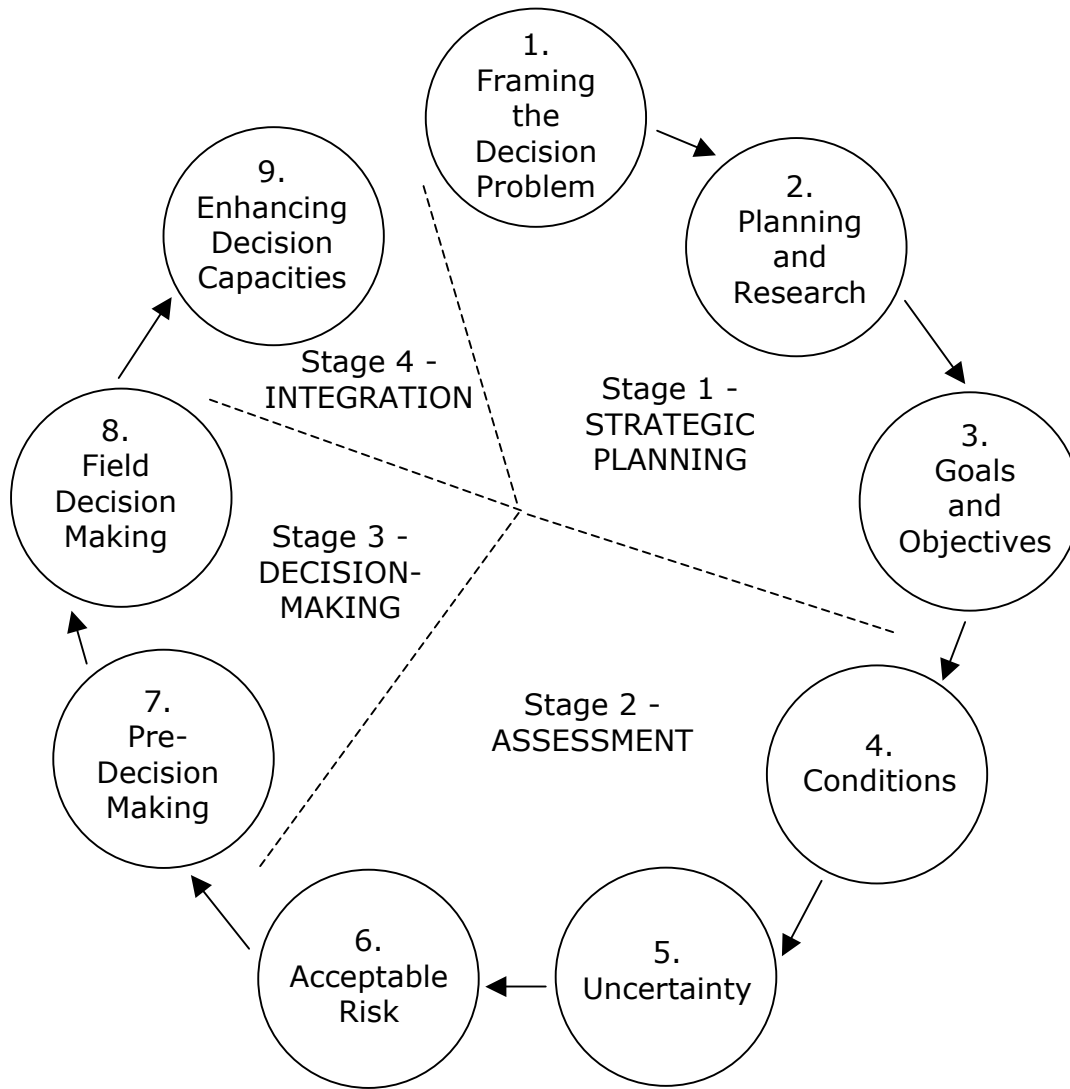 1.
Framing
the
Decision
Problem
2.
Planning
and
Research
3.
Goals
and
Objectives
4.
Conditions
5.
Uncertainty
6.
Acceptable
Risk
7.
Pre-
Decision
Making
8.
Field
Decision
Making
9.
Enhancing
Decision
Capacities
Stage 1 -
STRATEGIC
PLANNING
Stage 2 -
ASSESSMENT
Stage 3 -
DECISION-
MAKING
Stage 4 -
INTEGRATION